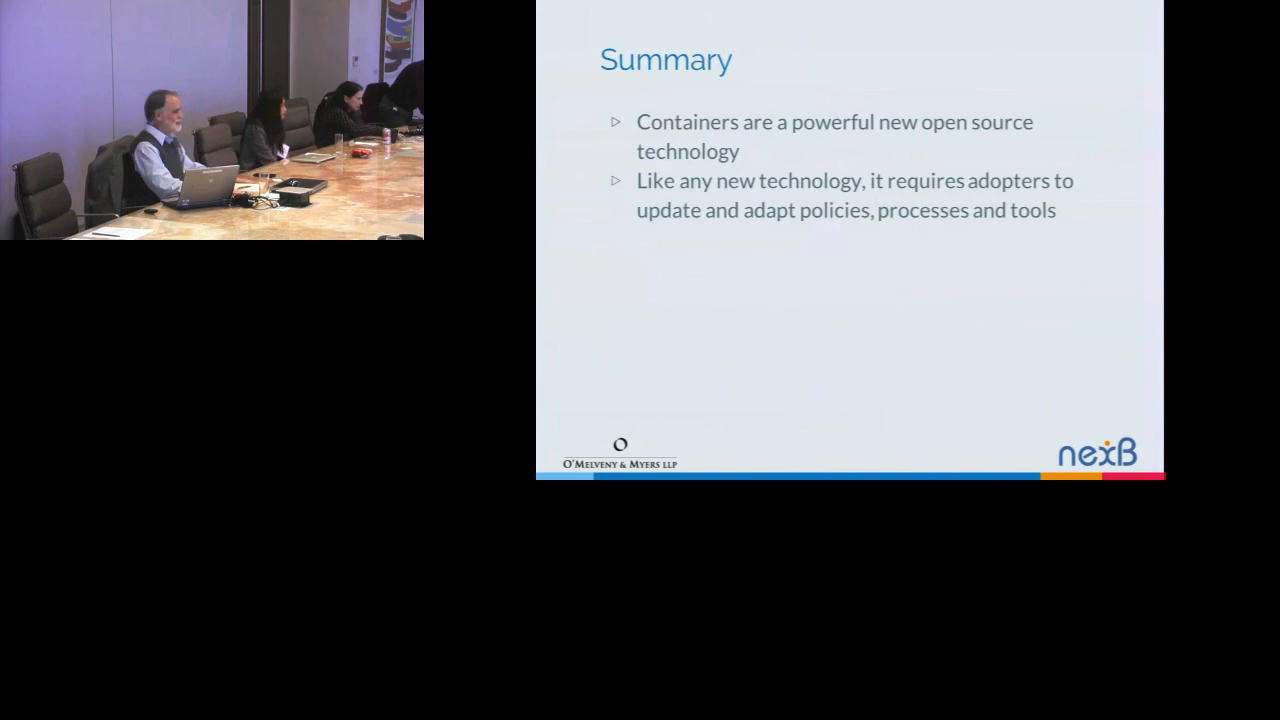 Summary
Containers are a powerful new open source
technology
Like any new technology, it requires adopters to
update and adapt policies, processes and tools
O
O'MELVENY & MYERS LLP
nexB